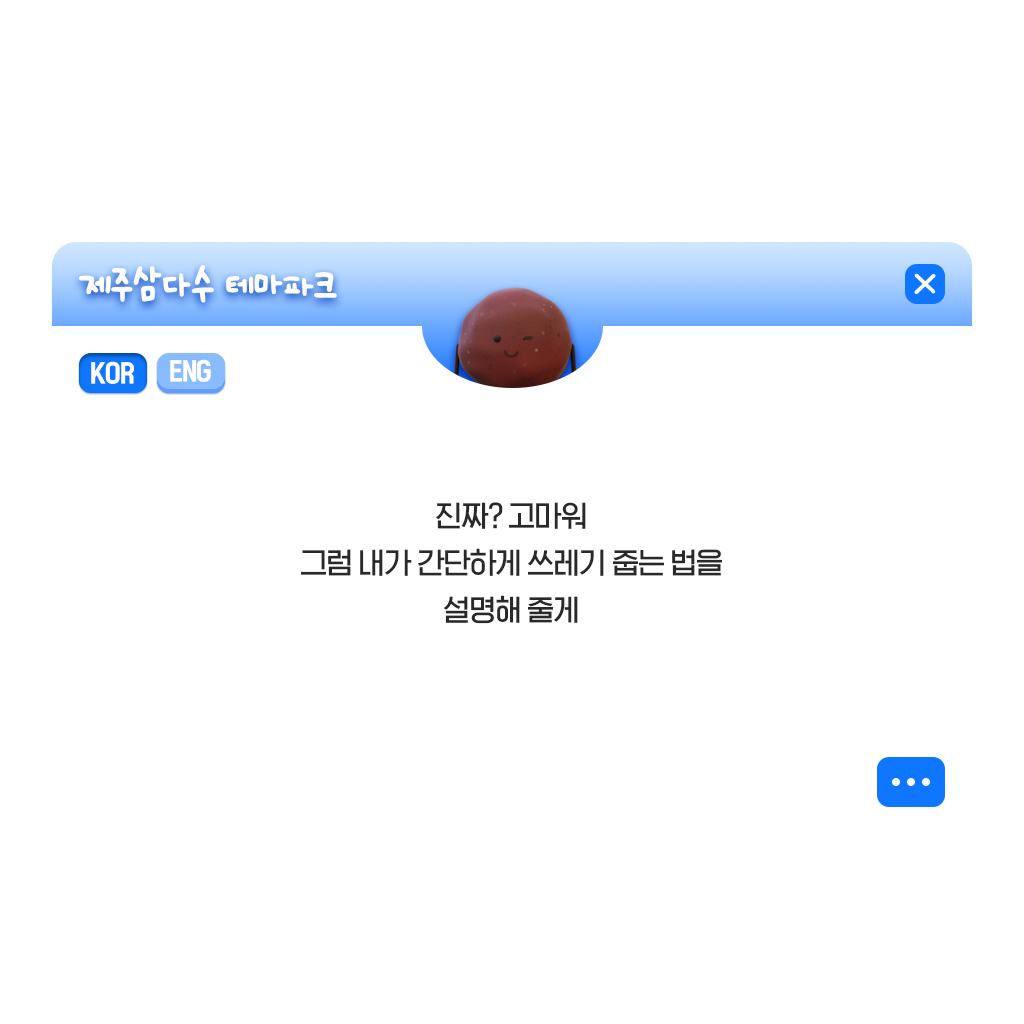 제주삼다수 테마파크
KOR ENG
진짜? 고마워
그럼 내가 간단하게 쓰레기 줍는 법을
설명해 줄게